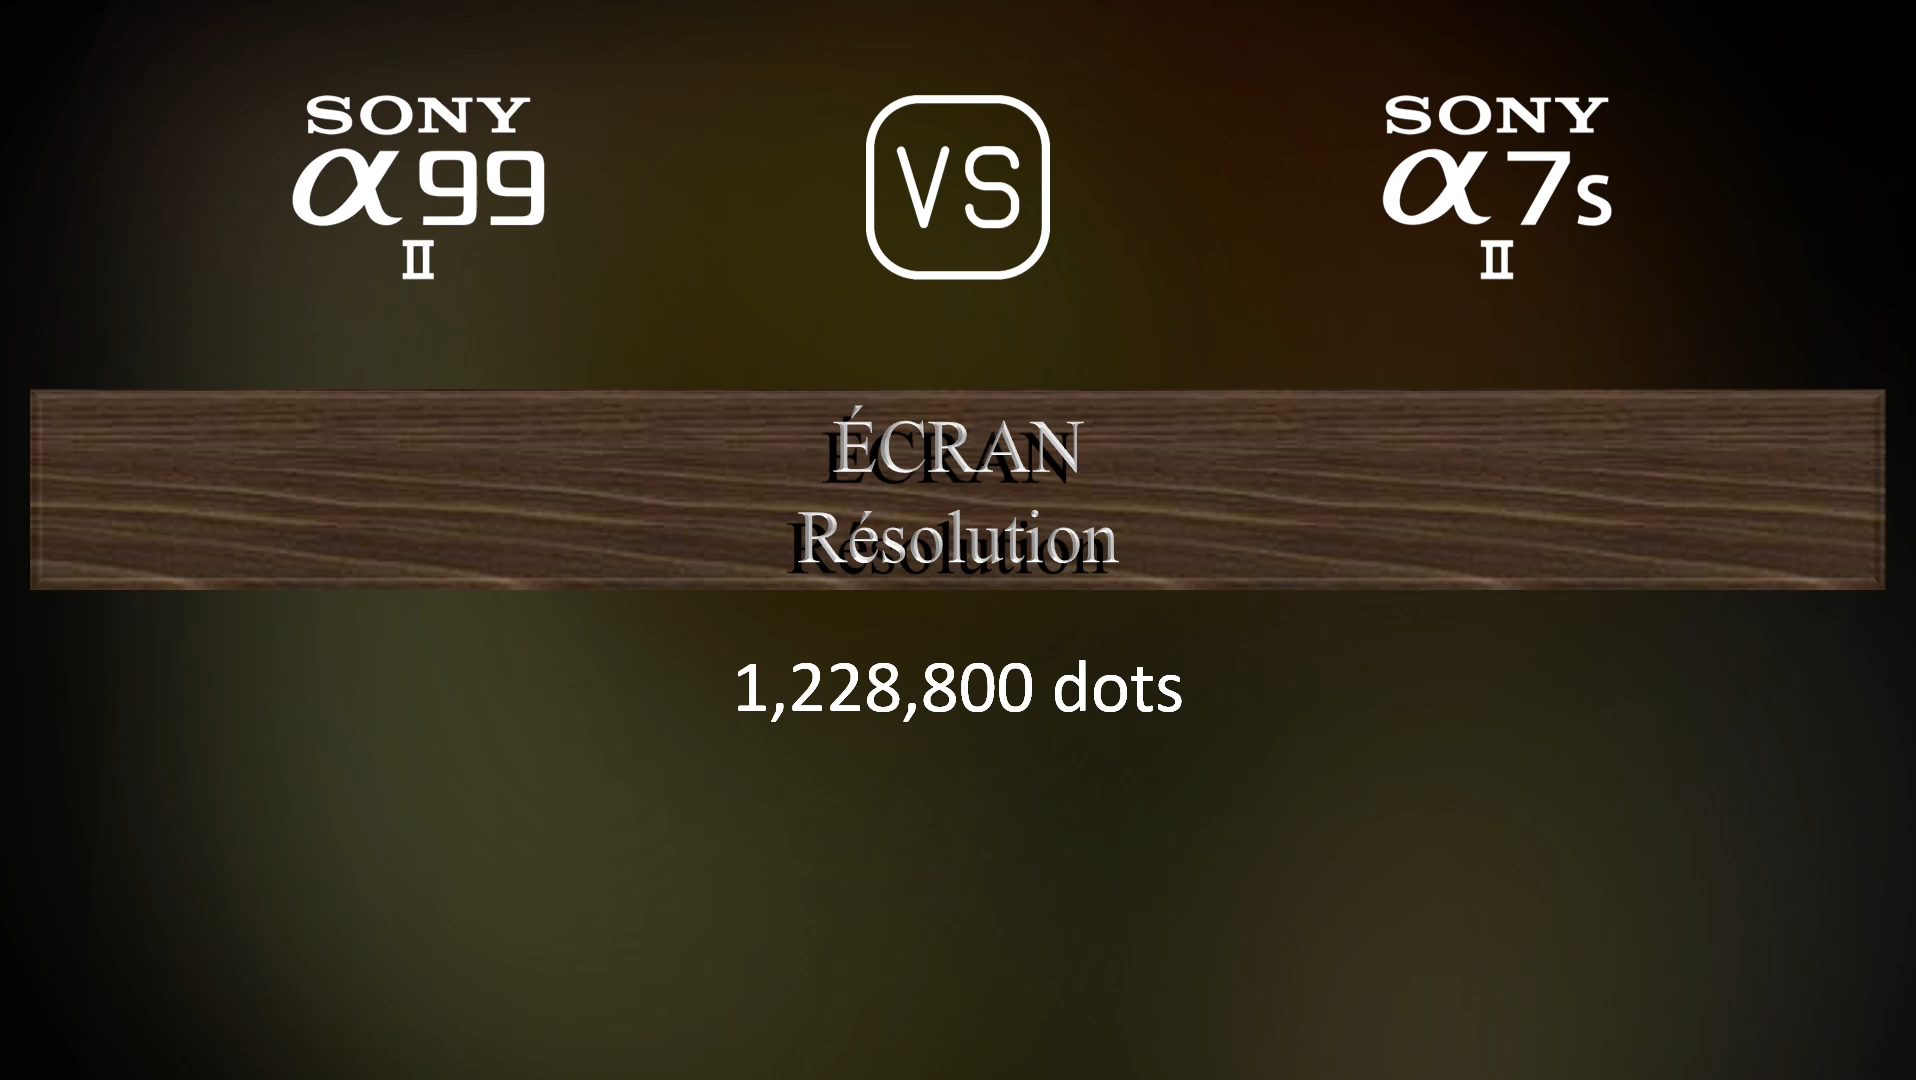 SONY
α99
II
VS
SONY
α7s
II
ÉCRAN
Résolution
1,228,800 dots